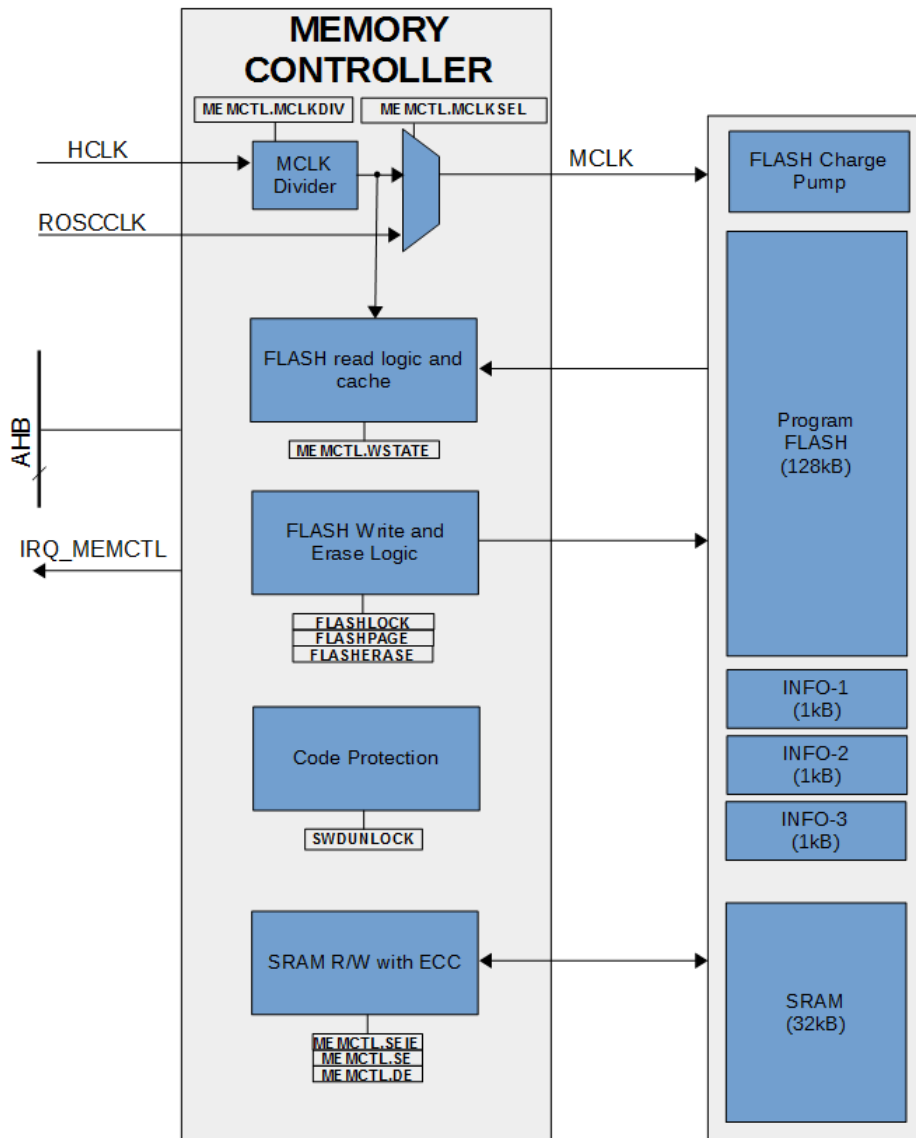 MEMORY
CONTROLLER
MEMCTL.MCLKDIV
MEMCTL.MCLKSEL
HCLK
MCLK
Divider
MCLK
FLASH Charge
Pump
ROSCCLK
FLASH read logic and
cache
MEMCTL.WSTATE
AHB
Program
FLASH
(128kB)
FLASH Write and
Erase Logic
IRQ_MEMCTL
FLASHLOCK
FLASHPAGE
FLASHERASE
INFO-1
(1kB)
INFO-2
(1kB)
INFO-3
(1kB)
Code Protection
SWDUNLOCK
SRAM R/W with ECC
SRAM
(32kB)
MEMCTL.SEIE
MEMCTL.SE
MEMCTL.DE